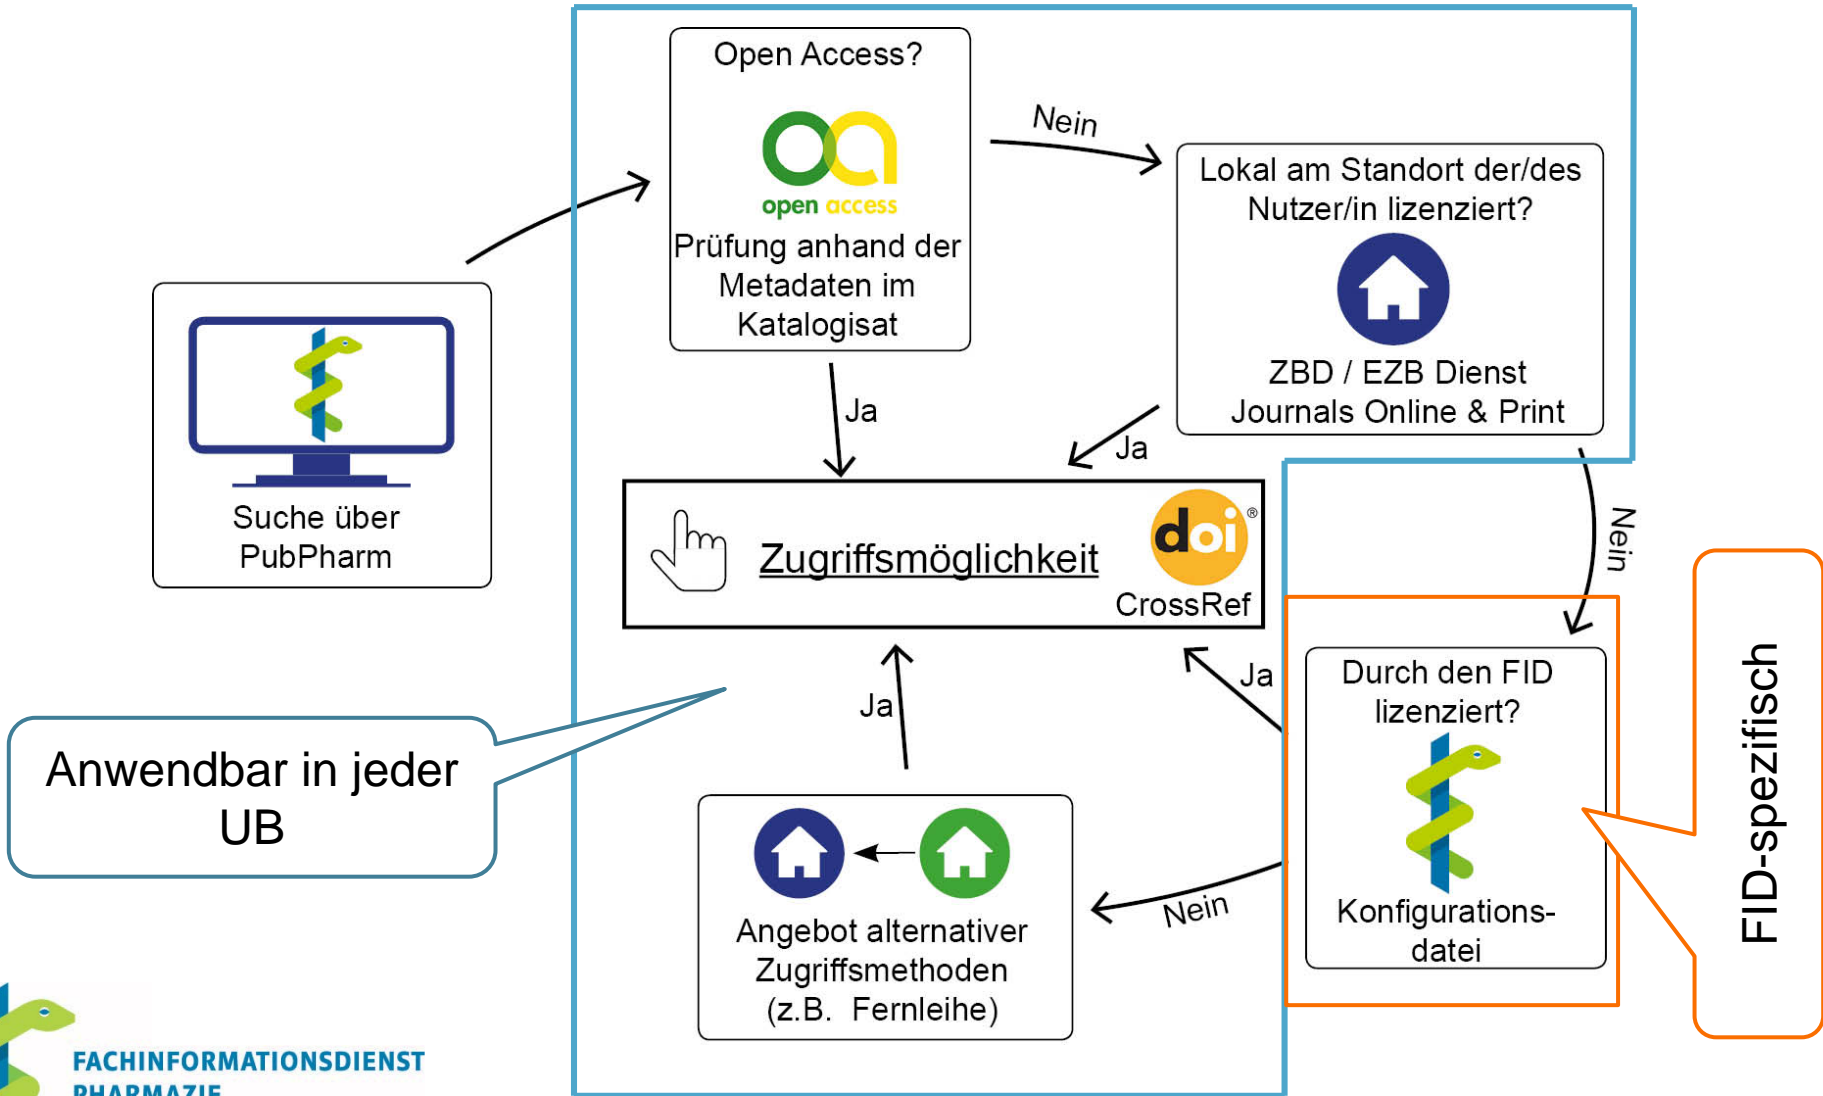 Open Access?
open access
Prüfung anhand der
Metadaten im
Katalogisat
Nein
Lokal am Standort der/des
Nutzer/in lizenziert?
ZBD / EZB Dienst
Journals Online & Print
Suche über
PubPharm
Ja
Ja
Nein
Zugriffsmöglichkeit
doi®
CrossRef
Durch den FID
lizenziert?
Konfigurations-
datei
Ja
Nein
Ja
Angebot alternativer
Zugriffsmethoden
(z.B. Fernleihe)
Anwendbar in jeder
UB
FID-spezifisch
FACHINFORMATIONSDIENST
PHARMAZIE